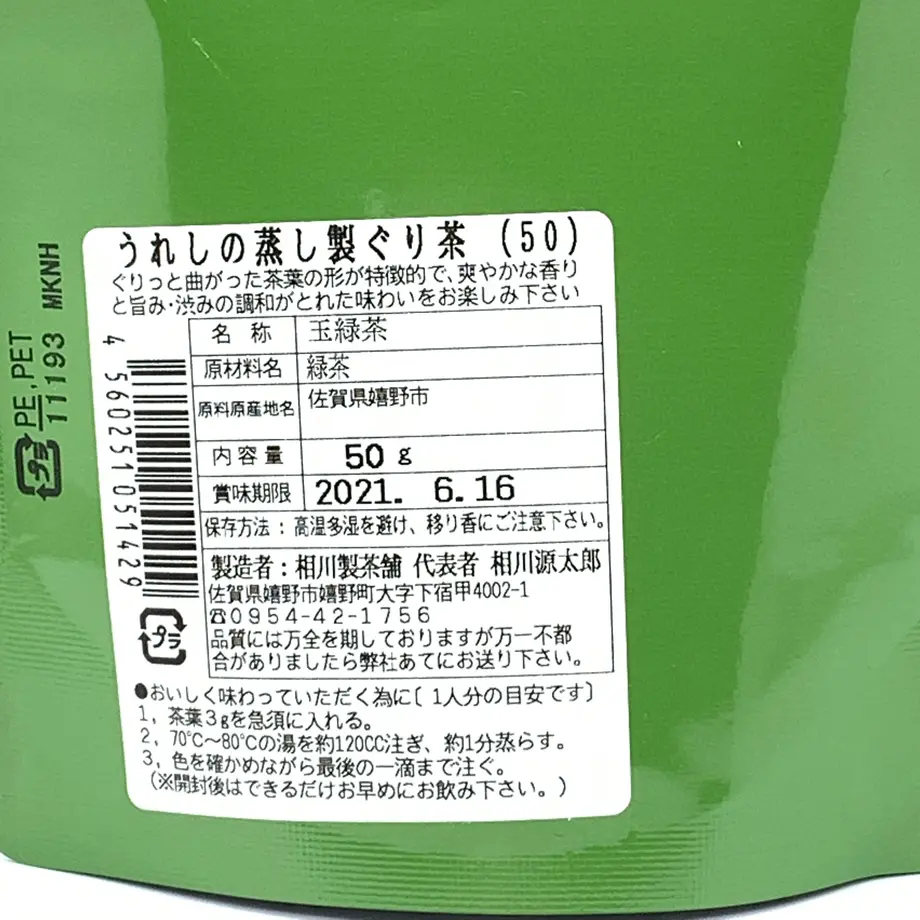 うれしの蒸し製ぐり茶（50）
ぐりっと曲がった茶葉の形が特徴的で、爽やかな香り
と旨み・渋みの調和がとれた味わいをお楽しみ下さい
名 称 玉緑茶
原材料名 緑茶
原料原産地名 佐賀県嬉野市
内容量 50 g
賞味期限 2021. 6.16
保存方法：高温多湿を避け、移り香にご注意下さい。
製造者：相川製茶舗 代表者 相川源太郎
佐賀県嬉野市嬉野町大字下宿甲4002-1
☎0954-42-1756
品質には万全を期しておりますが万一不都
合がありましたら弊社あてにお送り下さい。
●おいしく味わっていただく為に〔1人分の目安です〕
1，茶葉3gを急須に入れる。
2，70℃～80℃の湯を約120CC注ぎ、約1分蒸らす。
3，色を確かめながら最後の一滴まで注ぐ。
（※開封後はできるだけお早めにお飲み下さい。）
4 560251 051429
プラ
プラ
PE,PET
11193 MKNH